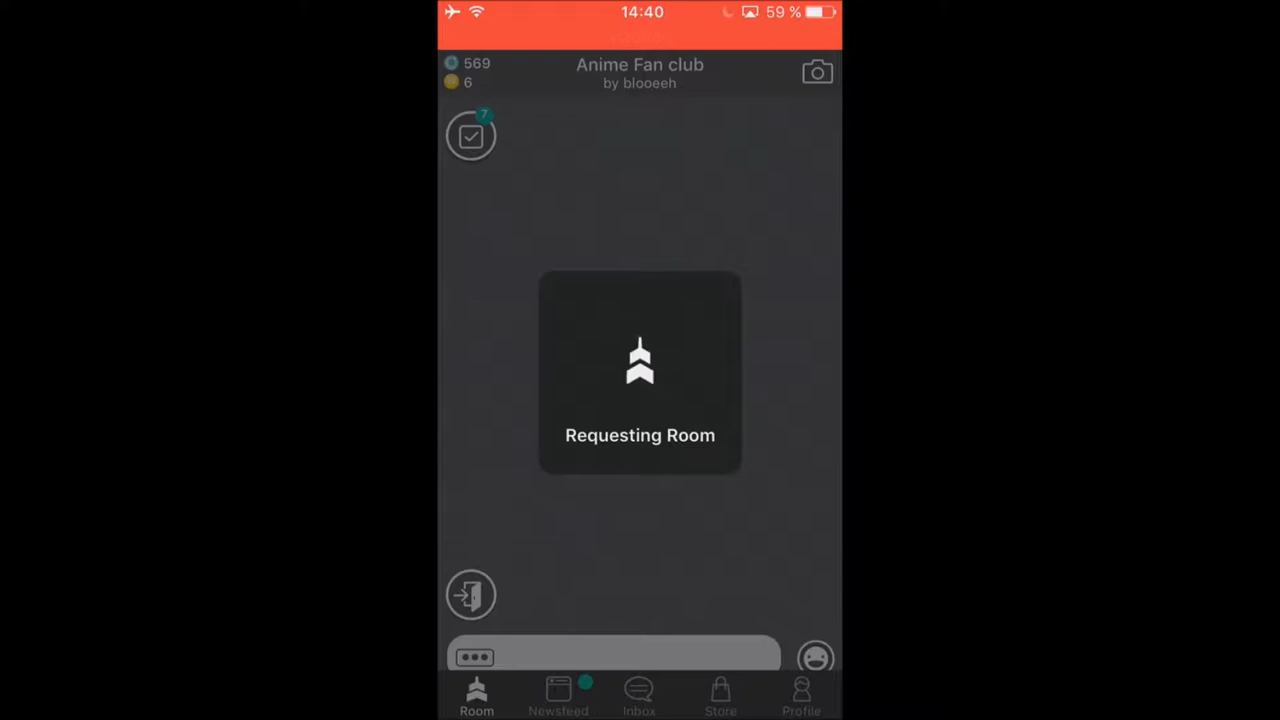 14:40
59 %
569
Anime Fan club
6
by blooeeh
7
Requesting Room
Room
Newsfeed
Inbox
Store
Profile